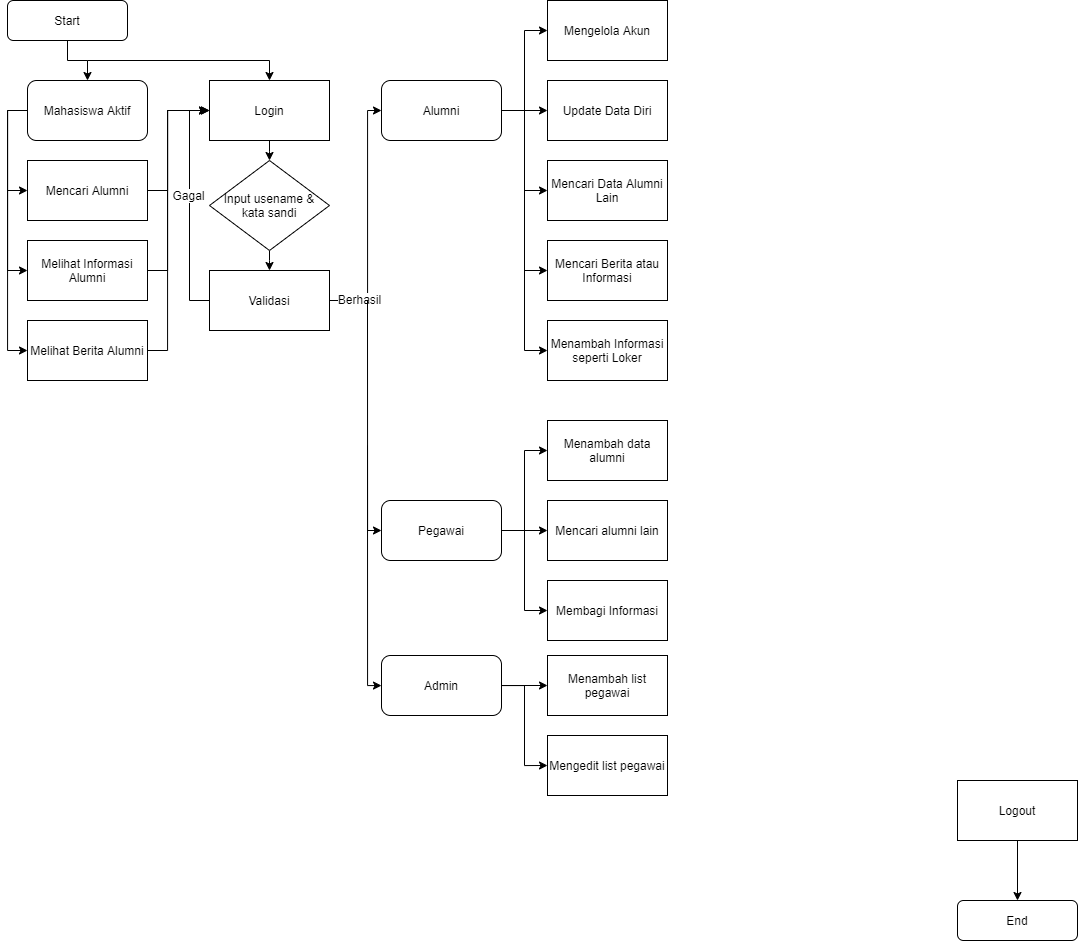 Start
Mahasiswa Aktif
Mencari Alumni
Melihat Informasi
Alumni
Melihat Berita Alumni
Login
Gagal
Input usename &
kata sandi
Validasi
Berhasil
Alumni
Mengelola Akun
Update Data Diri
Mencari Data Alumni
Lain
Mencari Berita atau
Informasi
Menambah Informasi
seperti Loker
Pegawai
Menambah data
alumni
Mencari alumni lain
Membagi Informasi
Admin
Menambah list
pegawai
Mengedit list pegawai
Logout
End